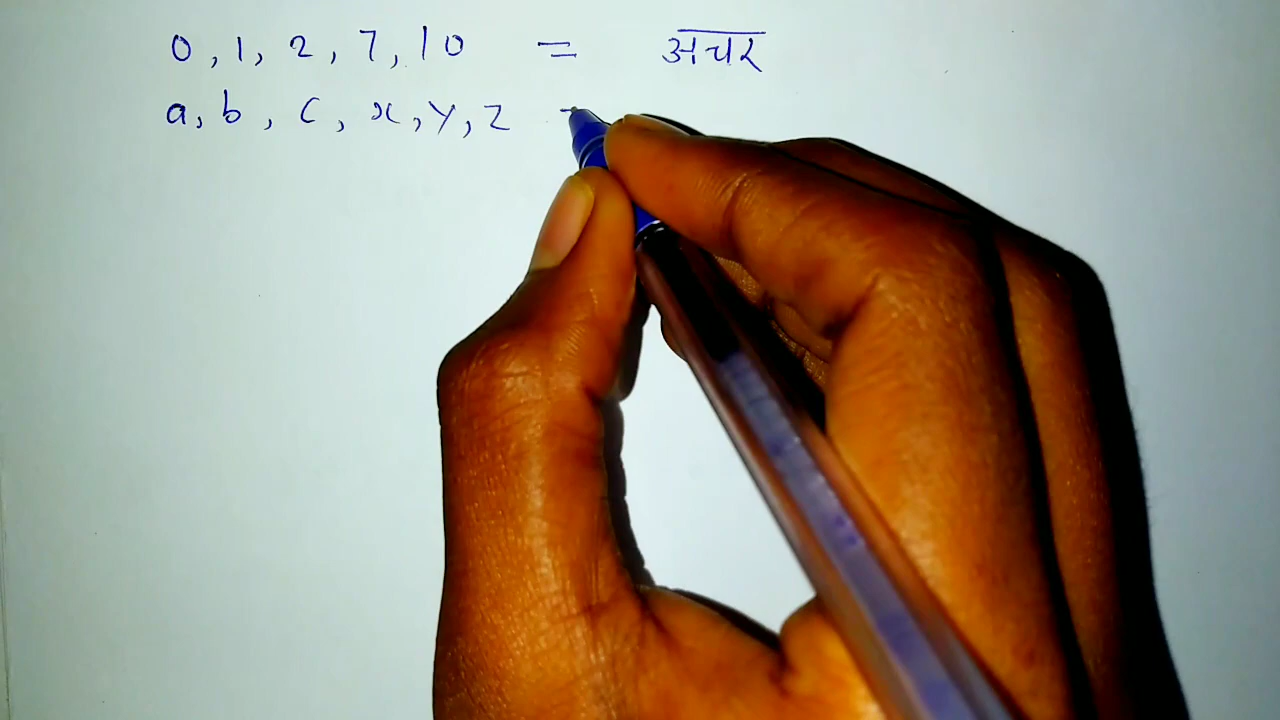 0, 1, 2, 7, 10 = अचर
a, b, c, x, y, z